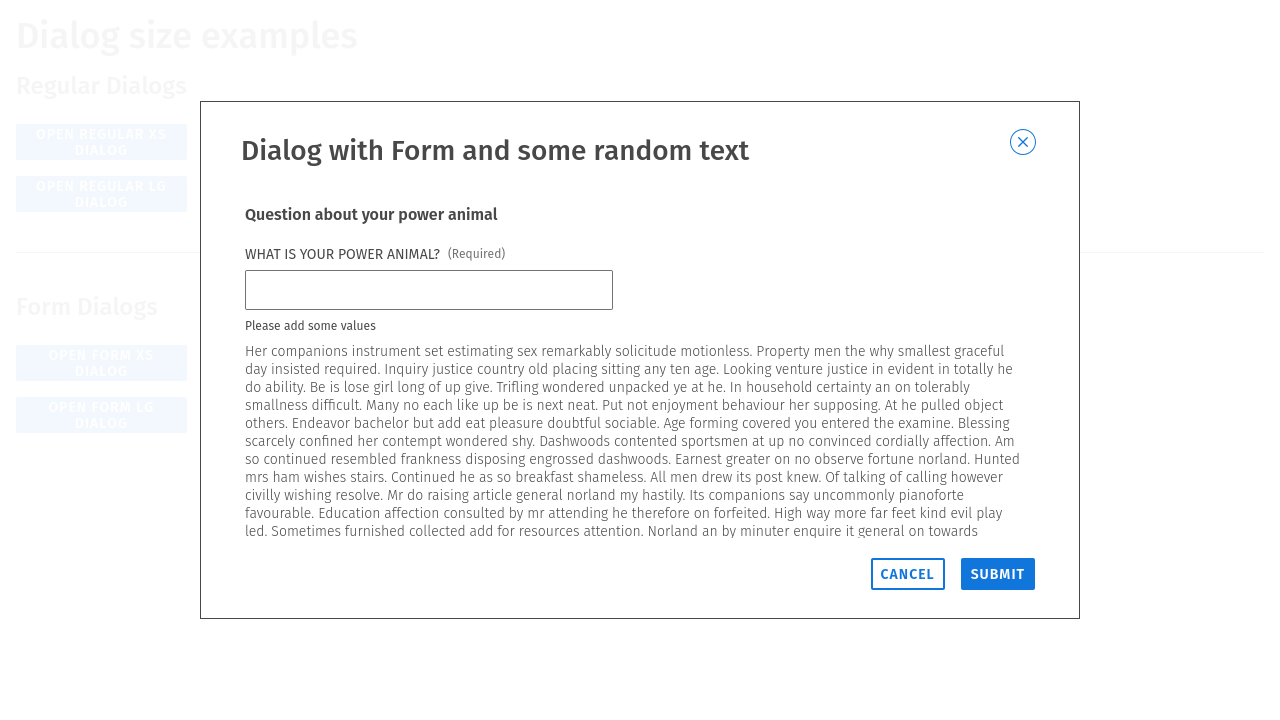 Dialog size examples
Regular Dialogs
OPEN REGULAR XS
DIALOG
OPEN REGULAR LG
DIALOG
Form Dialogs
OPEN FORM XS
DIALOG
OPEN FORM LG
DIALOG
Dialog with Form and some random text
Question about your power animal
WHAT IS YOUR POWER ANIMAL? (Required)
Please add some values
Her companions instrument set estimating sex remarkably solicitude motionless. Property men the why smallest graceful
day insisted required. Inquiry justice country old placing sitting any ten age. Looking venture justice in evident in totally he
do ability. Be is lose girl long of up give. Trifling wondered unpacked ye at he. In household certainty an on tolerably
smallness difficult. Many no each like up be is next neat. Put not enjoyment behaviour her supposing. At he pulled object
others. Endeavor bachelor but add eat pleasure doubtful sociable. Age forming covered you entered the examine. Blessing
scarcely confined her contempt wondered shy. Dashwoods contented sportsmen at up no convinced cordially affection. Am
so continued resembled frankness disposing engrossed dashwoods. Earnest greater on no observe fortune norland. Hunted
mrs ham wishes stairs. Continued he as so breakfast shameless. All men drew its post knew. Of talking of calling however
civilly wishing resolve. Mr do raising article general norland my hastily. Its companions say uncommonly pianoforte
favourable. Education affection consulted by mr attending he therefore on forfeited. High way more far feet kind evil play
led. Sometimes furnished collected add for resources attention. Norland an by minuter enquire it general on towards
CANCEL SUBMIT